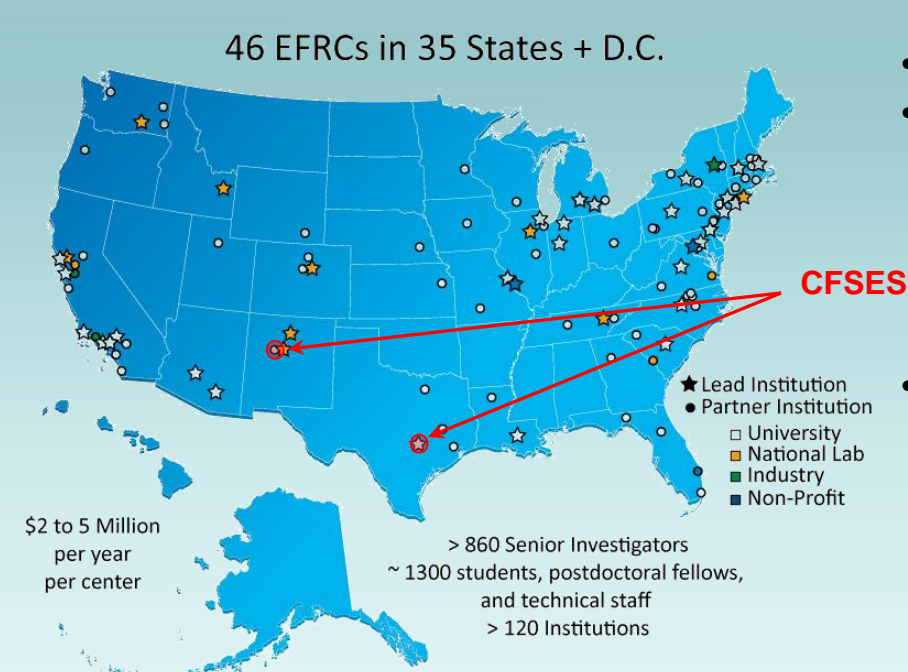 46 EFRCs in 35 States + D.C.
CFSES
Lead Institution
Partner Institution
University
National Lab
Industry
Non-Profit
$2 to 5 Million
per year
per center
> 860 Senior Investigators
~ 1300 students, postdoctoral fellows,
and technical staff
> 120 Institutions